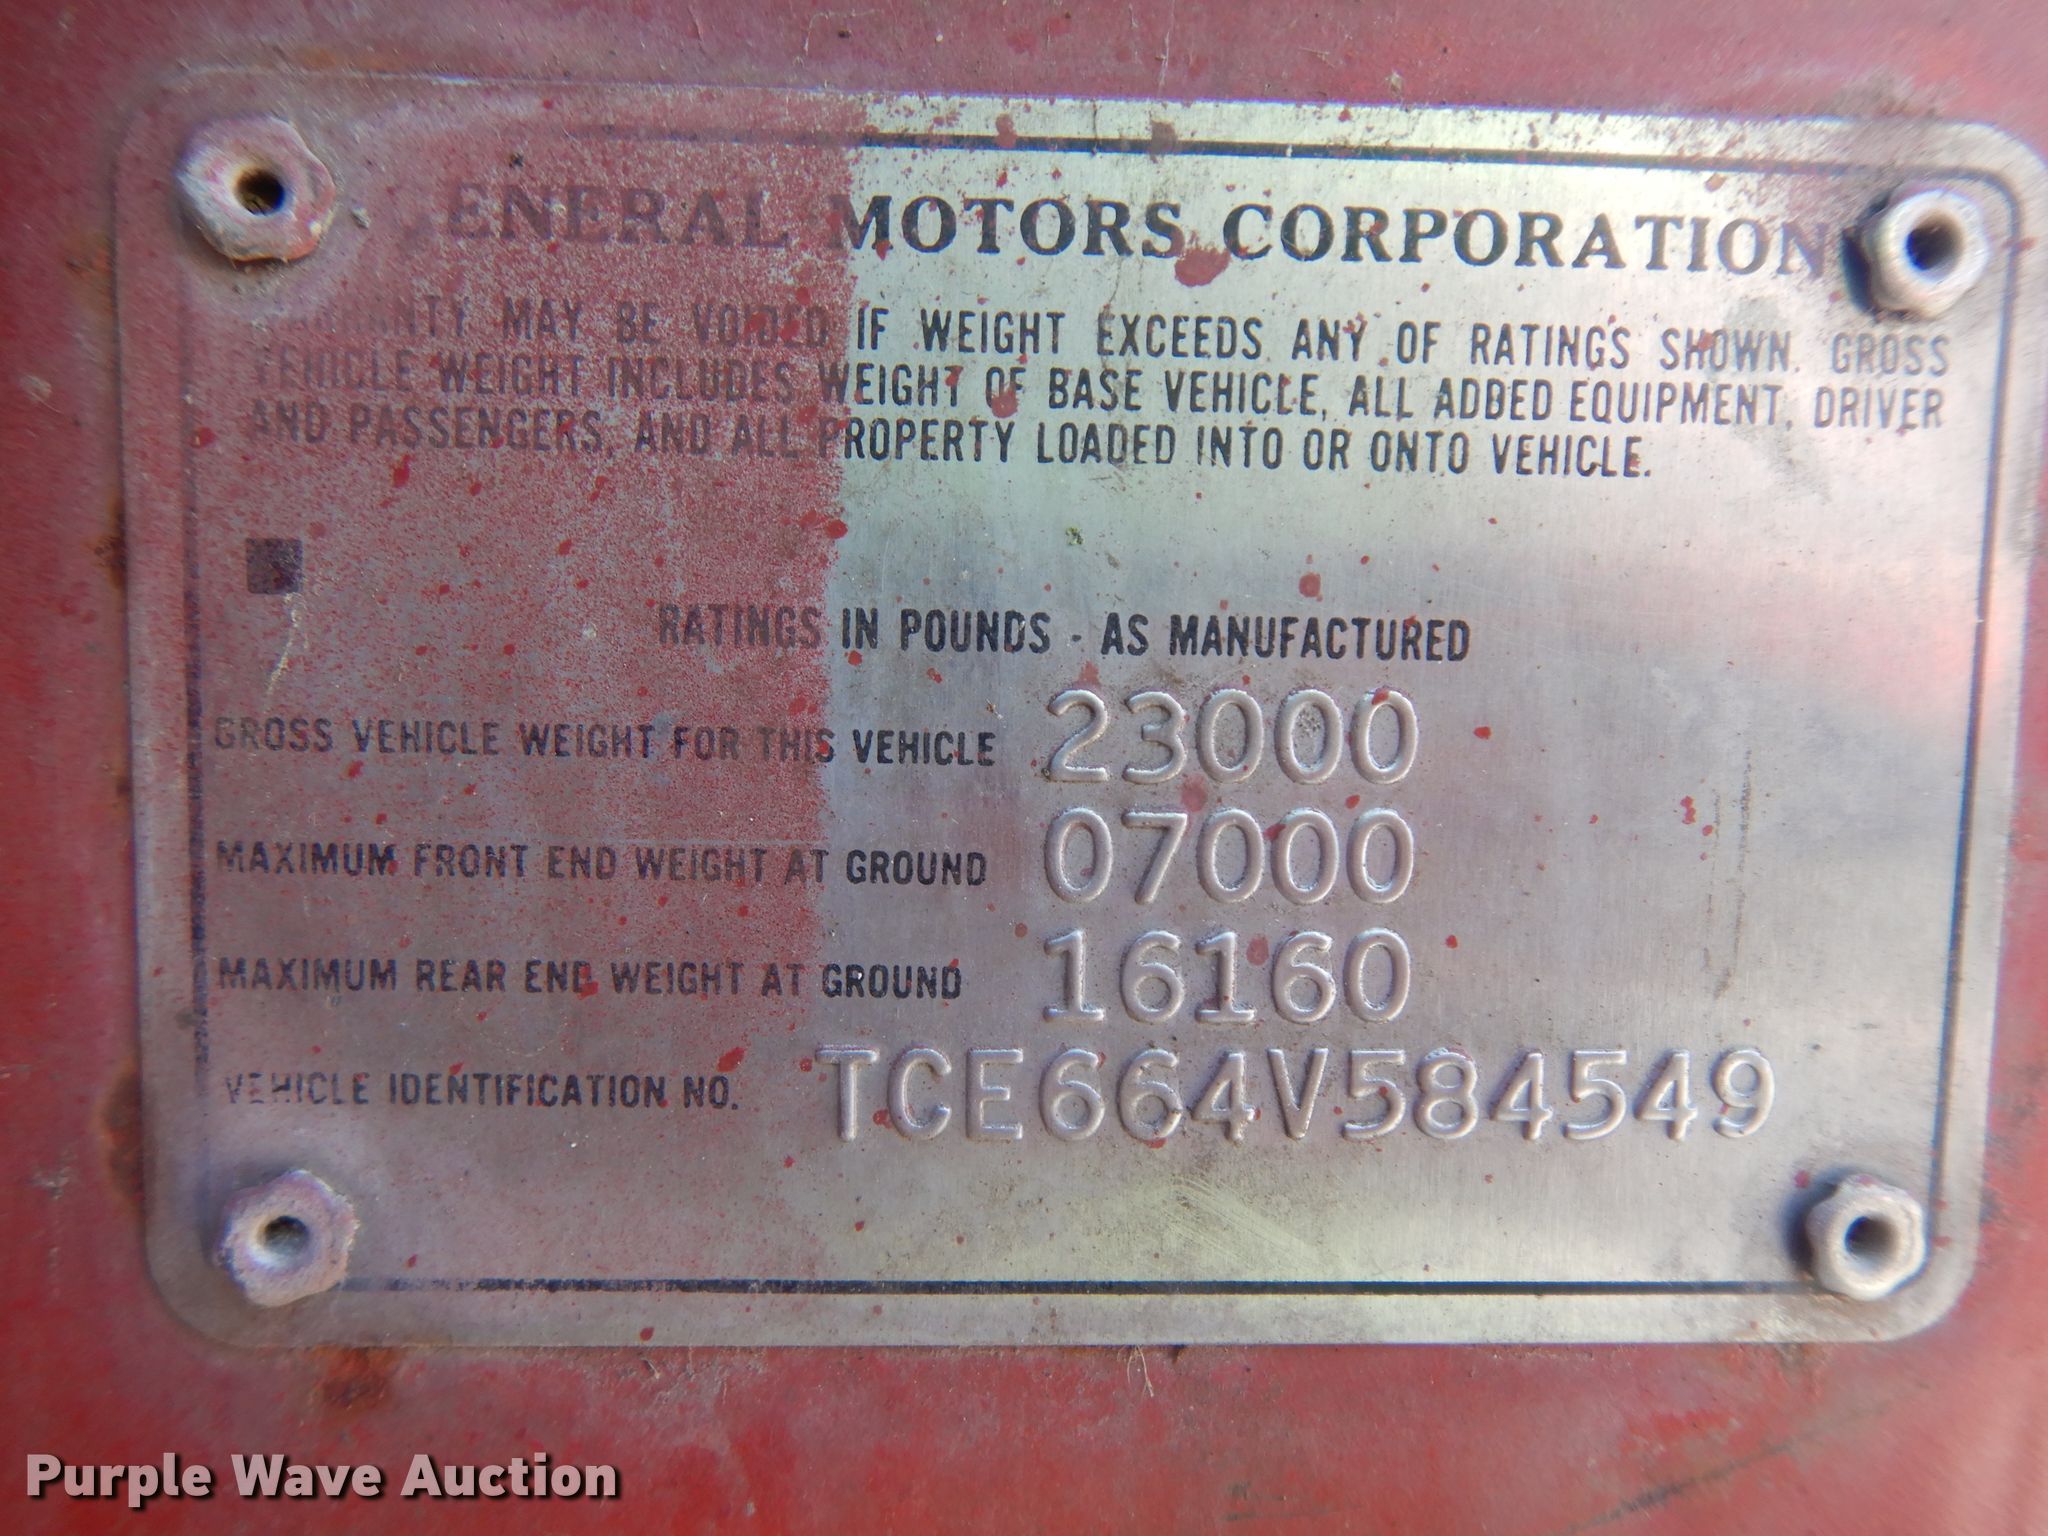 GENERAL MOTORS CORPORATION
WARRANTY MAY BE VOIDED IF WEIGHT EXCEEDS ANY OF RATINGS SHOWN. GROSS
VEHICLE WEIGHT INCLUDES WEIGHT OF BASE VEHICLE, ALL ADDED EQUIPMENT, DRIVER
AND PASSENGERS, AND ALL PROPERTY LOADED INTO OR ONTO VEHICLE.
RATINGS IN POUNDS - AS MANUFACTURED
GROSS VEHICLE WEIGHT FOR THIS VEHICLE 23000
MAXIMUM FRONT END WEIGHT AT GROUND 07000
MAXIMUM REAR END WEIGHT AT GROUND 16160
VEHICLE IDENTIFICATION NO. TCE664V584549
Purple Wave Auction